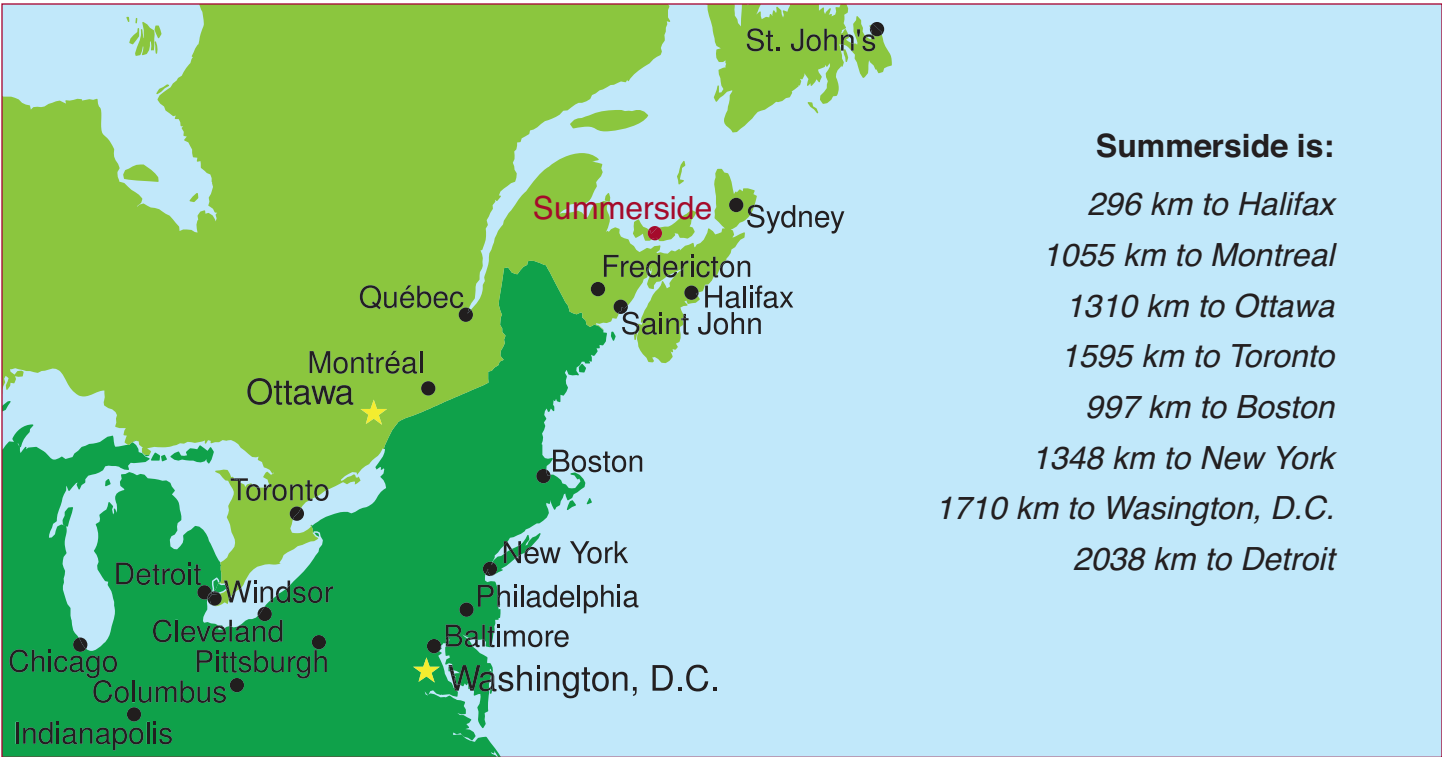 St. John's
Summerside
Sydney
Fredericton
Halifax
Saint John
Québec
Montréal
Ottawa
Boston
Toronto
New York
Detroit
Windsor
Philadelphia
Cleveland
Baltimore
Chicago
Pittsburgh
Washington, D.C.
Columbus
Indianapolis
Summerside is:
296 km to Halifax
1055 km to Montreal
1310 km to Ottawa
1595 km to Toronto
997 km to Boston
1348 km to New York
1710 km to Wasington, D.C.
2038 km to Detroit